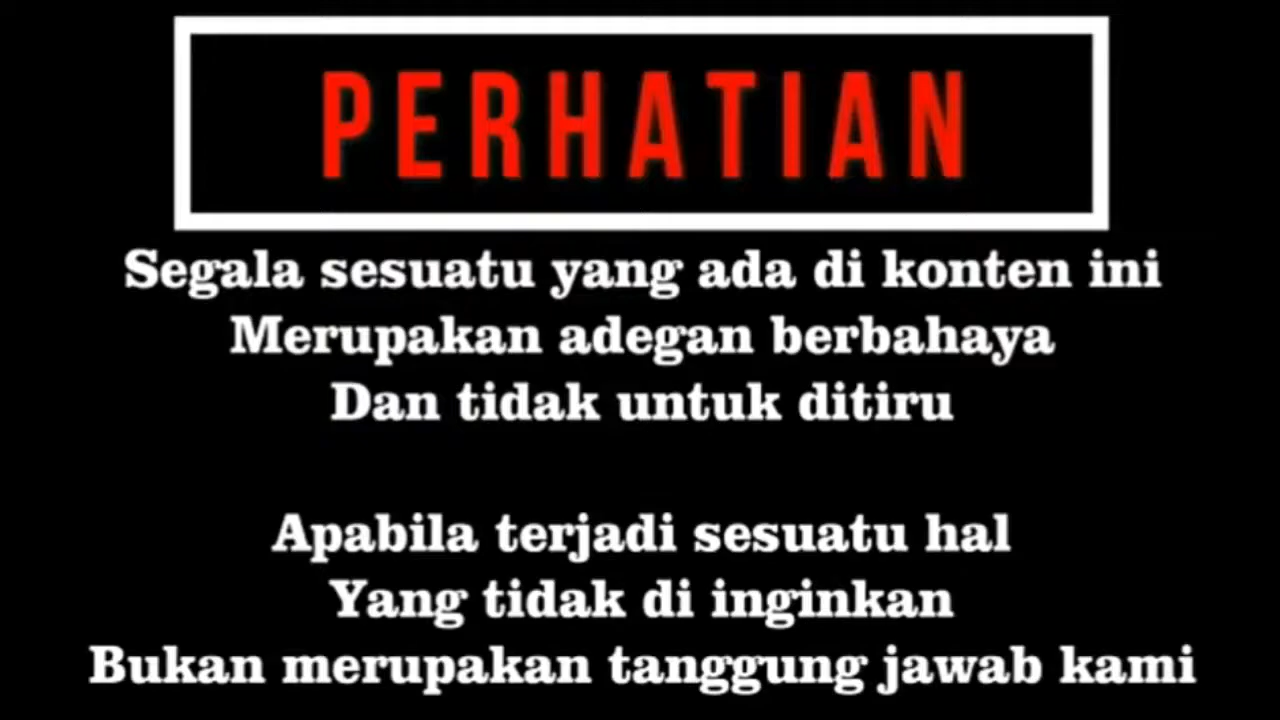 PERHATIAN
Segala sesuatu yang ada di konten ini
Merupakan adegan berbahaya
Dan tidak untuk ditiru
Apabila terjadi sesuatu hal
Yang tidak di inginkan
Bukan merupakan tanggung jawab kami